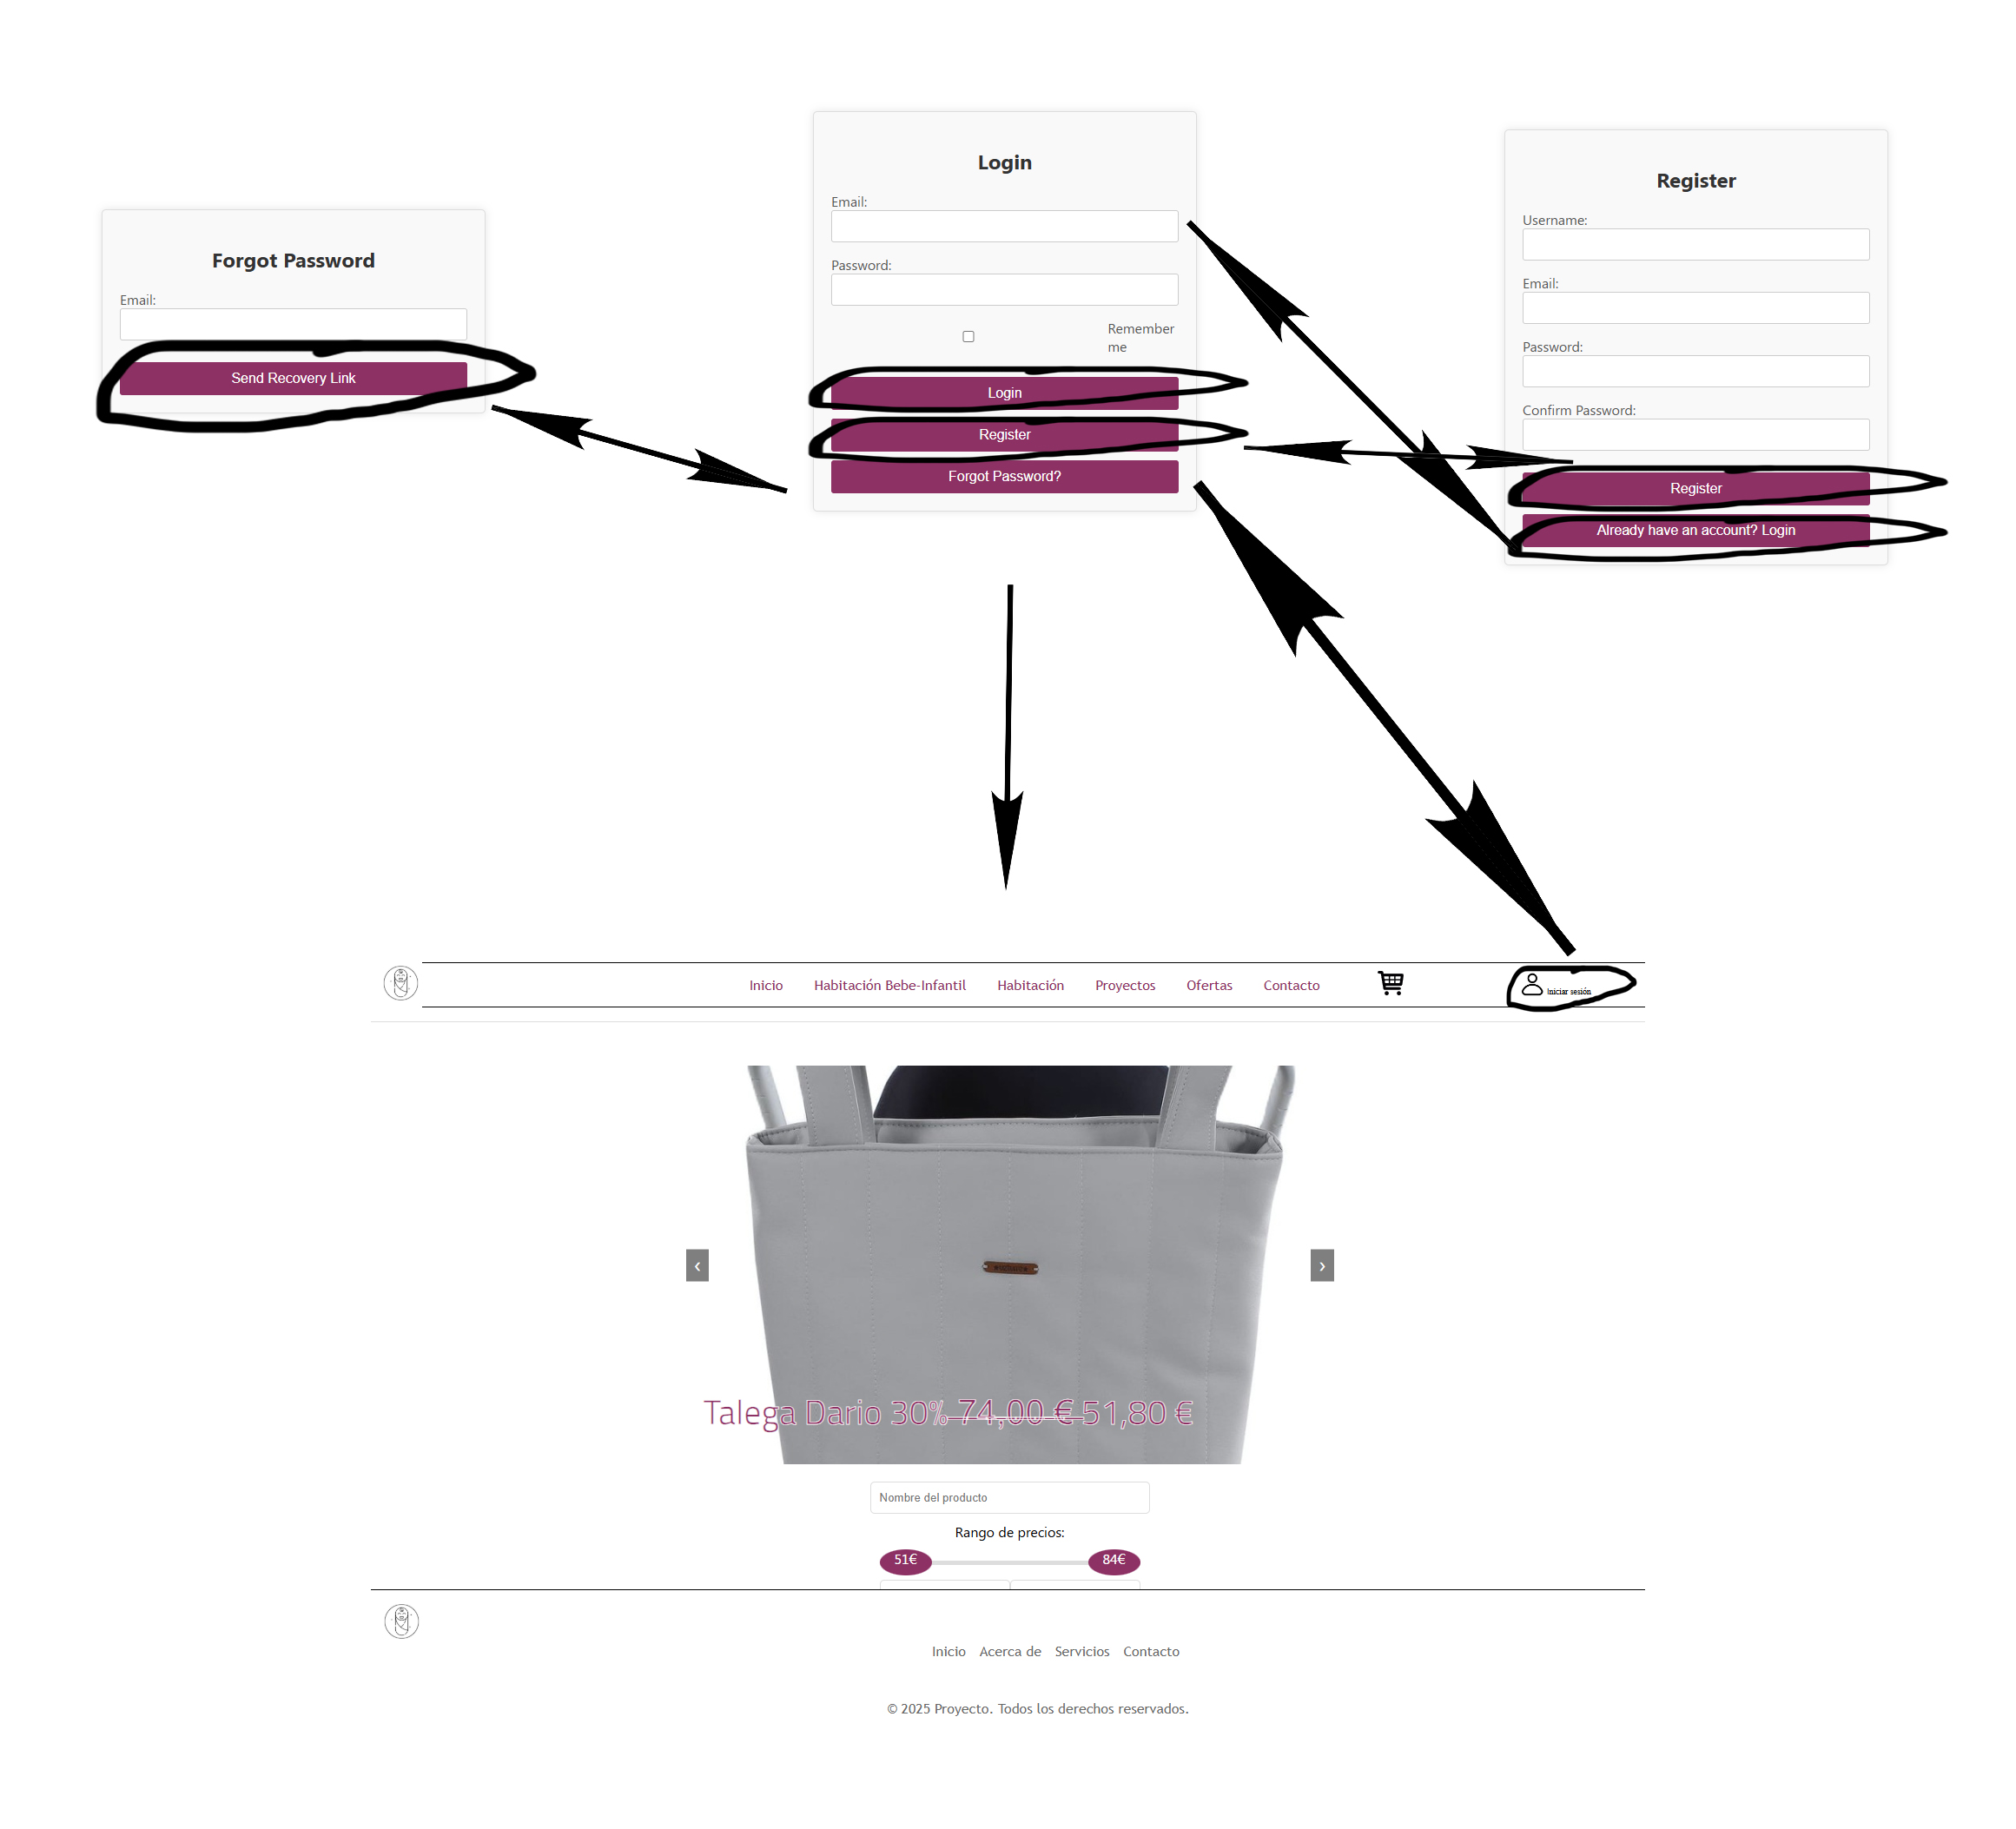 Forgot Password
Email:
Send Recovery Link
Login
Email:
Password:
Remember
me
Login
Register
Forgot Password?
Register
Username:
Email:
Password:
Confirm Password:
Register
Already have an account? Login
Inicio Habitación Bebe-Infantil Habitación Proyectos Ofertas Contacto Iniciar sesión
‹ ›
Talega Dario 30% 74,00 € 51,80 €
Nombre del producto
Rango de precios:
51€ 84€
Inicio Acerca de Servicios Contacto
© 2025 Proyecto. Todos los derechos reservados.